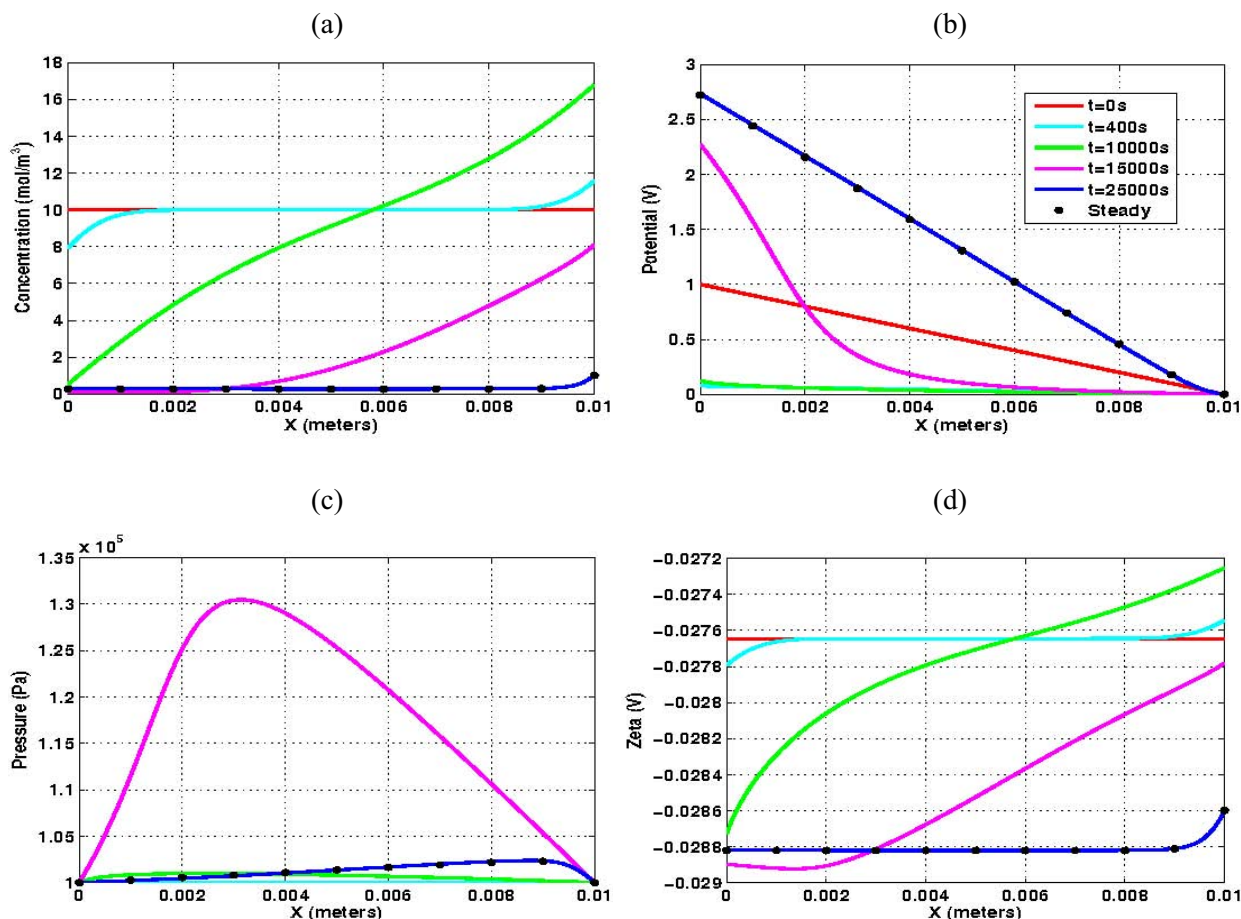 (a)
(b)
Concentration (mol/m³)
18
16
14
12
10
8
6
4
2
0
0 0.002 0.004 0.006 0.008 0.01
X (meters)
Potential (V)
3
2.5
2
1.5
1
0.5
0
0 0.002 0.004 0.006 0.008 0.01
X (meters)
t=0s
t=400s
t=10000s
t=15000s
t=25000s
Steady
(c)
(d)
x 10⁵
Pressure (Pa)
1.35
1.3
1.25
1.2
1.15
1.1
1.05
1
0 0.002 0.004 0.006 0.008 0.01
X (meters)
Zeta (V)
−0.0272
−0.0274
−0.0276
−0.0278
−0.028
−0.0282
−0.0284
−0.0286
−0.0288
−0.029
0 0.002 0.004 0.006 0.008 0.01
X (meters)